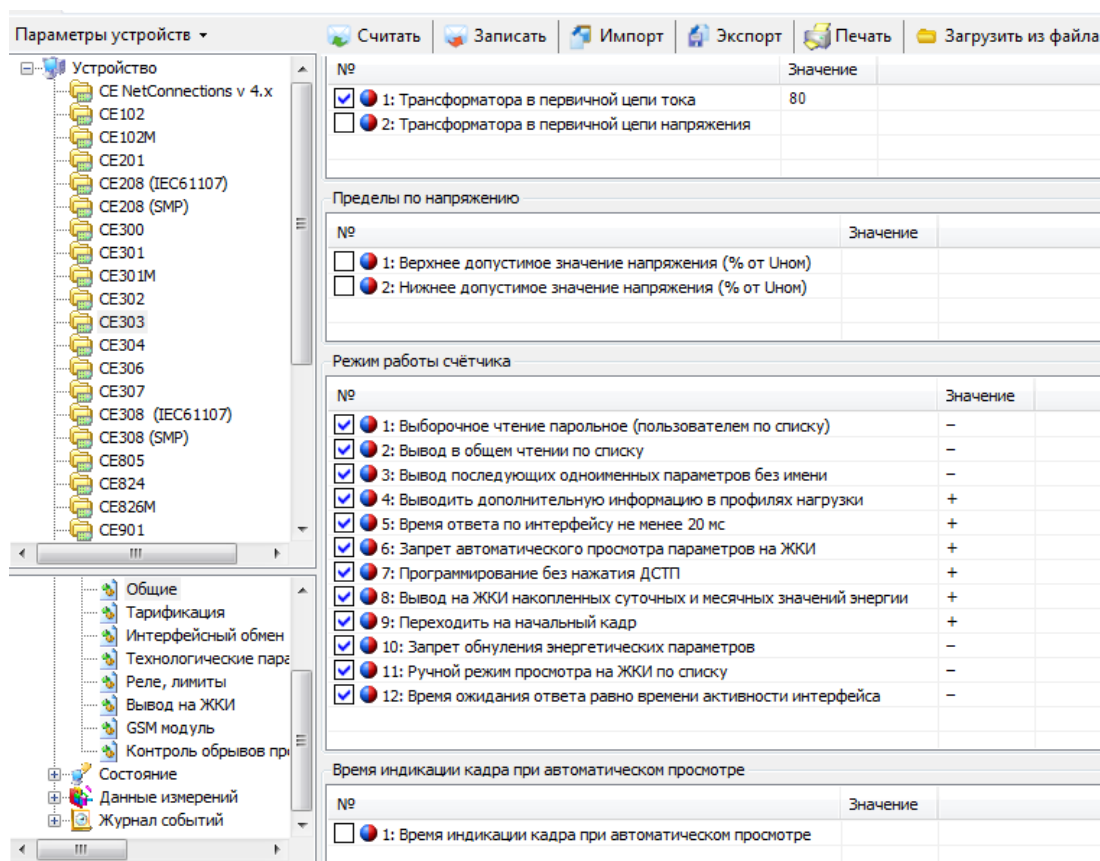 Параметры устройств
Считать
Записать
Импорт
Экспорт
Печать
Загрузить из файла
Устройство
CE NetConnections v 4.x
CE102
CE102M
CE201
CE208 (IEC61107)
CE208 (SMP)
CE300
CE301
CE301M
CE302
CE303
CE304
CE306
CE307
CE308 (IEC61107)
CE308 (SMP)
CE805
CE824
CE826M
CE901
Общие
Тарификация
Интерфейсный обмен
Технологические пара
Реле, лимиты
Вывод на ЖКИ
GSM модуль
Контроль обрывов про
Состояние
Данные измерений
Журнал событий
№ Значение
1: Трансформатора в первичной цепи тока 80
2: Трансформатора в первичной цепи напряжения
Пределы по напряжению
№ Значение
1: Верхнее допустимое значение напряжения (% от Uном)
2: Нижнее допустимое значение напряжения (% от Uном)
Режим работы счётчика
№ Значение
1: Выборочное чтение парольное (пользователем по списку) –
2: Вывод в общем чтении по списку –
3: Вывод последующих одноименных параметров без имени –
4: Выводить дополнительную информацию в профилях нагрузки +
5: Время ответа по интерфейсу не менее 20 мс +
6: Запрет автоматического просмотра параметров на ЖКИ +
7: Программирование без нажатия ДСТП +
8: Вывод на ЖКИ накопленных суточных и месячных значений энергии +
9: Переходить на начальный кадр +
10: Запрет обнуления энергетических параметров –
11: Ручной режим просмотра на ЖКИ по списку –
12: Время ожидания ответа равно времени активности интерфейса –
Время индикации кадра при автоматическом просмотре
№ Значение
1: Время индикации кадра при автоматическом просмотре